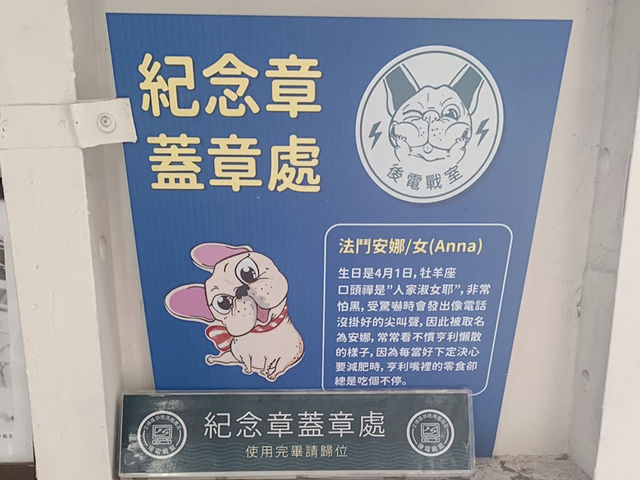 紀念章
蓋章處
後電戰室
法鬥安娜/女(Anna)
生日是4月1日,牡羊座
口頭禪是”人家淑女耶”,非常
怕黑,受驚嚇時會發出像電話
沒掛好的尖叫聲,因此被取名
為安娜,常常看不慣亨利懶散
的樣子,因為每當好下定決心
要減肥時,亨利嘴裡的零食卻
總是吃個不停。
紀念章蓋章處
使用完畢請歸位